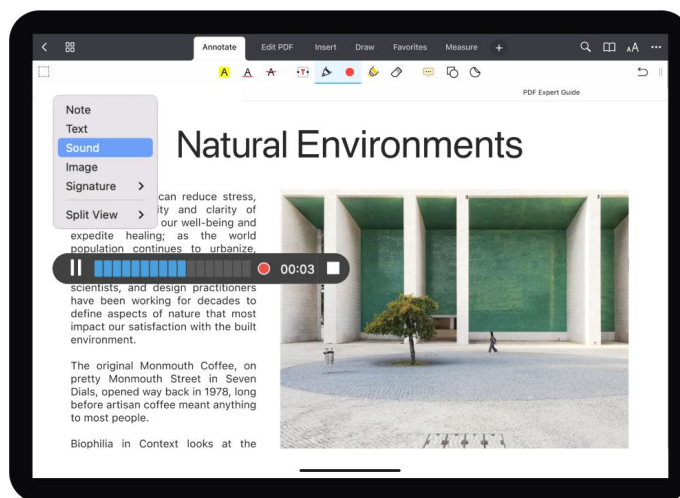 Annotate Edit PDF Insert Draw Favorites Measure +
AA
A A A T
PDF Expert Guide
Note
Text
Sound
Image
Signature >
Split View >
Natural Environments
can reduce stress,
and clarity of
our well-being and
expedite healing; as the world
population continues to urbanize,
00:03
scientists, and design practitioners
have been working for decades to
define aspects of nature that most
impact our satisfaction with the built
environment.
The original Monmouth Coffee, on
pretty Monmouth Street in Seven
Dials, opened way back in 1978, long
before artisan coffee meant anything
to most people.
Biophilia in Context looks at the